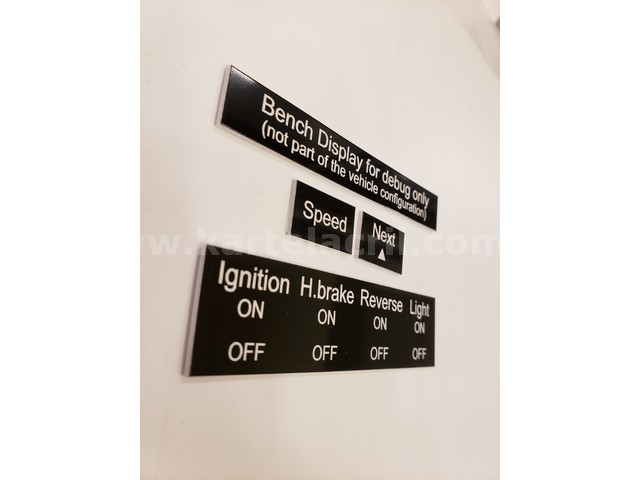 Bench Display for debug only
(not part of the vehicle configuration)
Speed
Next
▲
www.kartelacril.com
Ignition H.brake Reverse Light
ON ON ON ON
OFF OFF OFF OFF